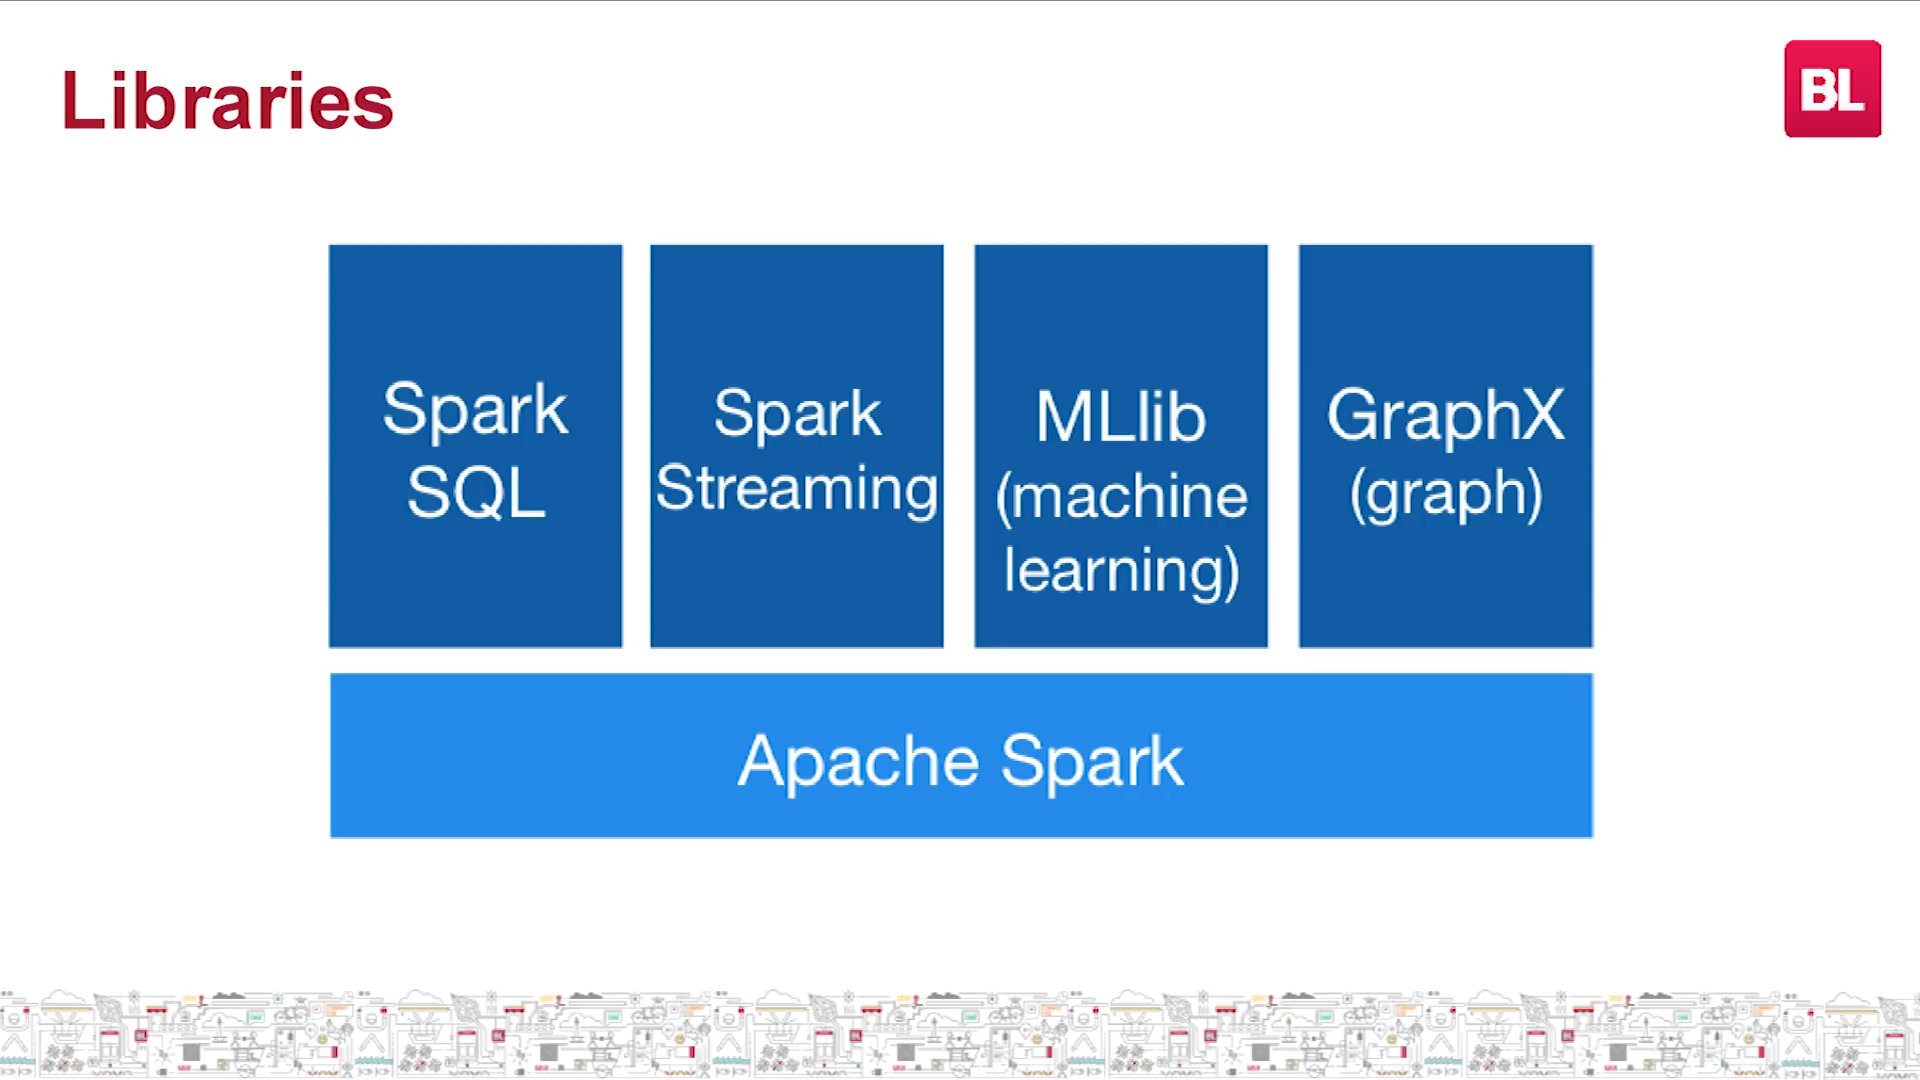 Libraries
BL
Spark
SQL
Spark
Streaming
MLlib
(machine
learning)
GraphX
(graph)
Apache Spark